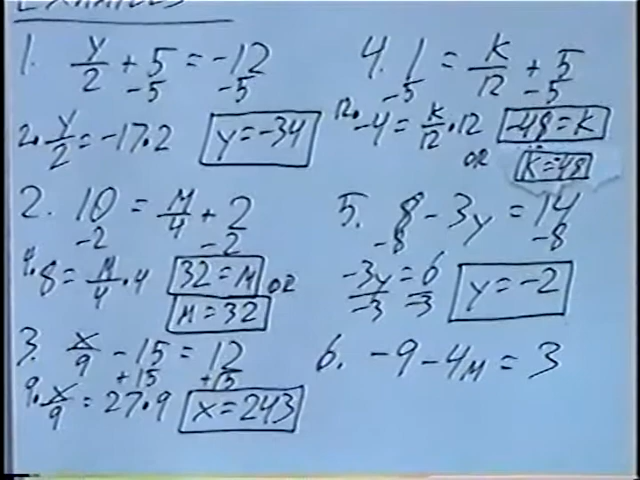 EXAMPLES
1. y/2 + 5 = -12
-5 -5
2 · y/2 = -17 · 2 y = -34
2. 10 = m/4 + 2
-2 -2
4 · 8 = m/4 · 4 32 = m OR
m = 32
3. x/9 - 15 = 12
+15 +15
9 · x/9 = 27 · 9 x = 243
4. 1 = k/12 + 5
-5 -5
12 · -4 = k/12 · 12 -48 = k
OR k = 48
5. 8 - 3y = 14
-8 -8
-3y/-3 = 6/-3 y = -2
6. -9 - 4m = 3